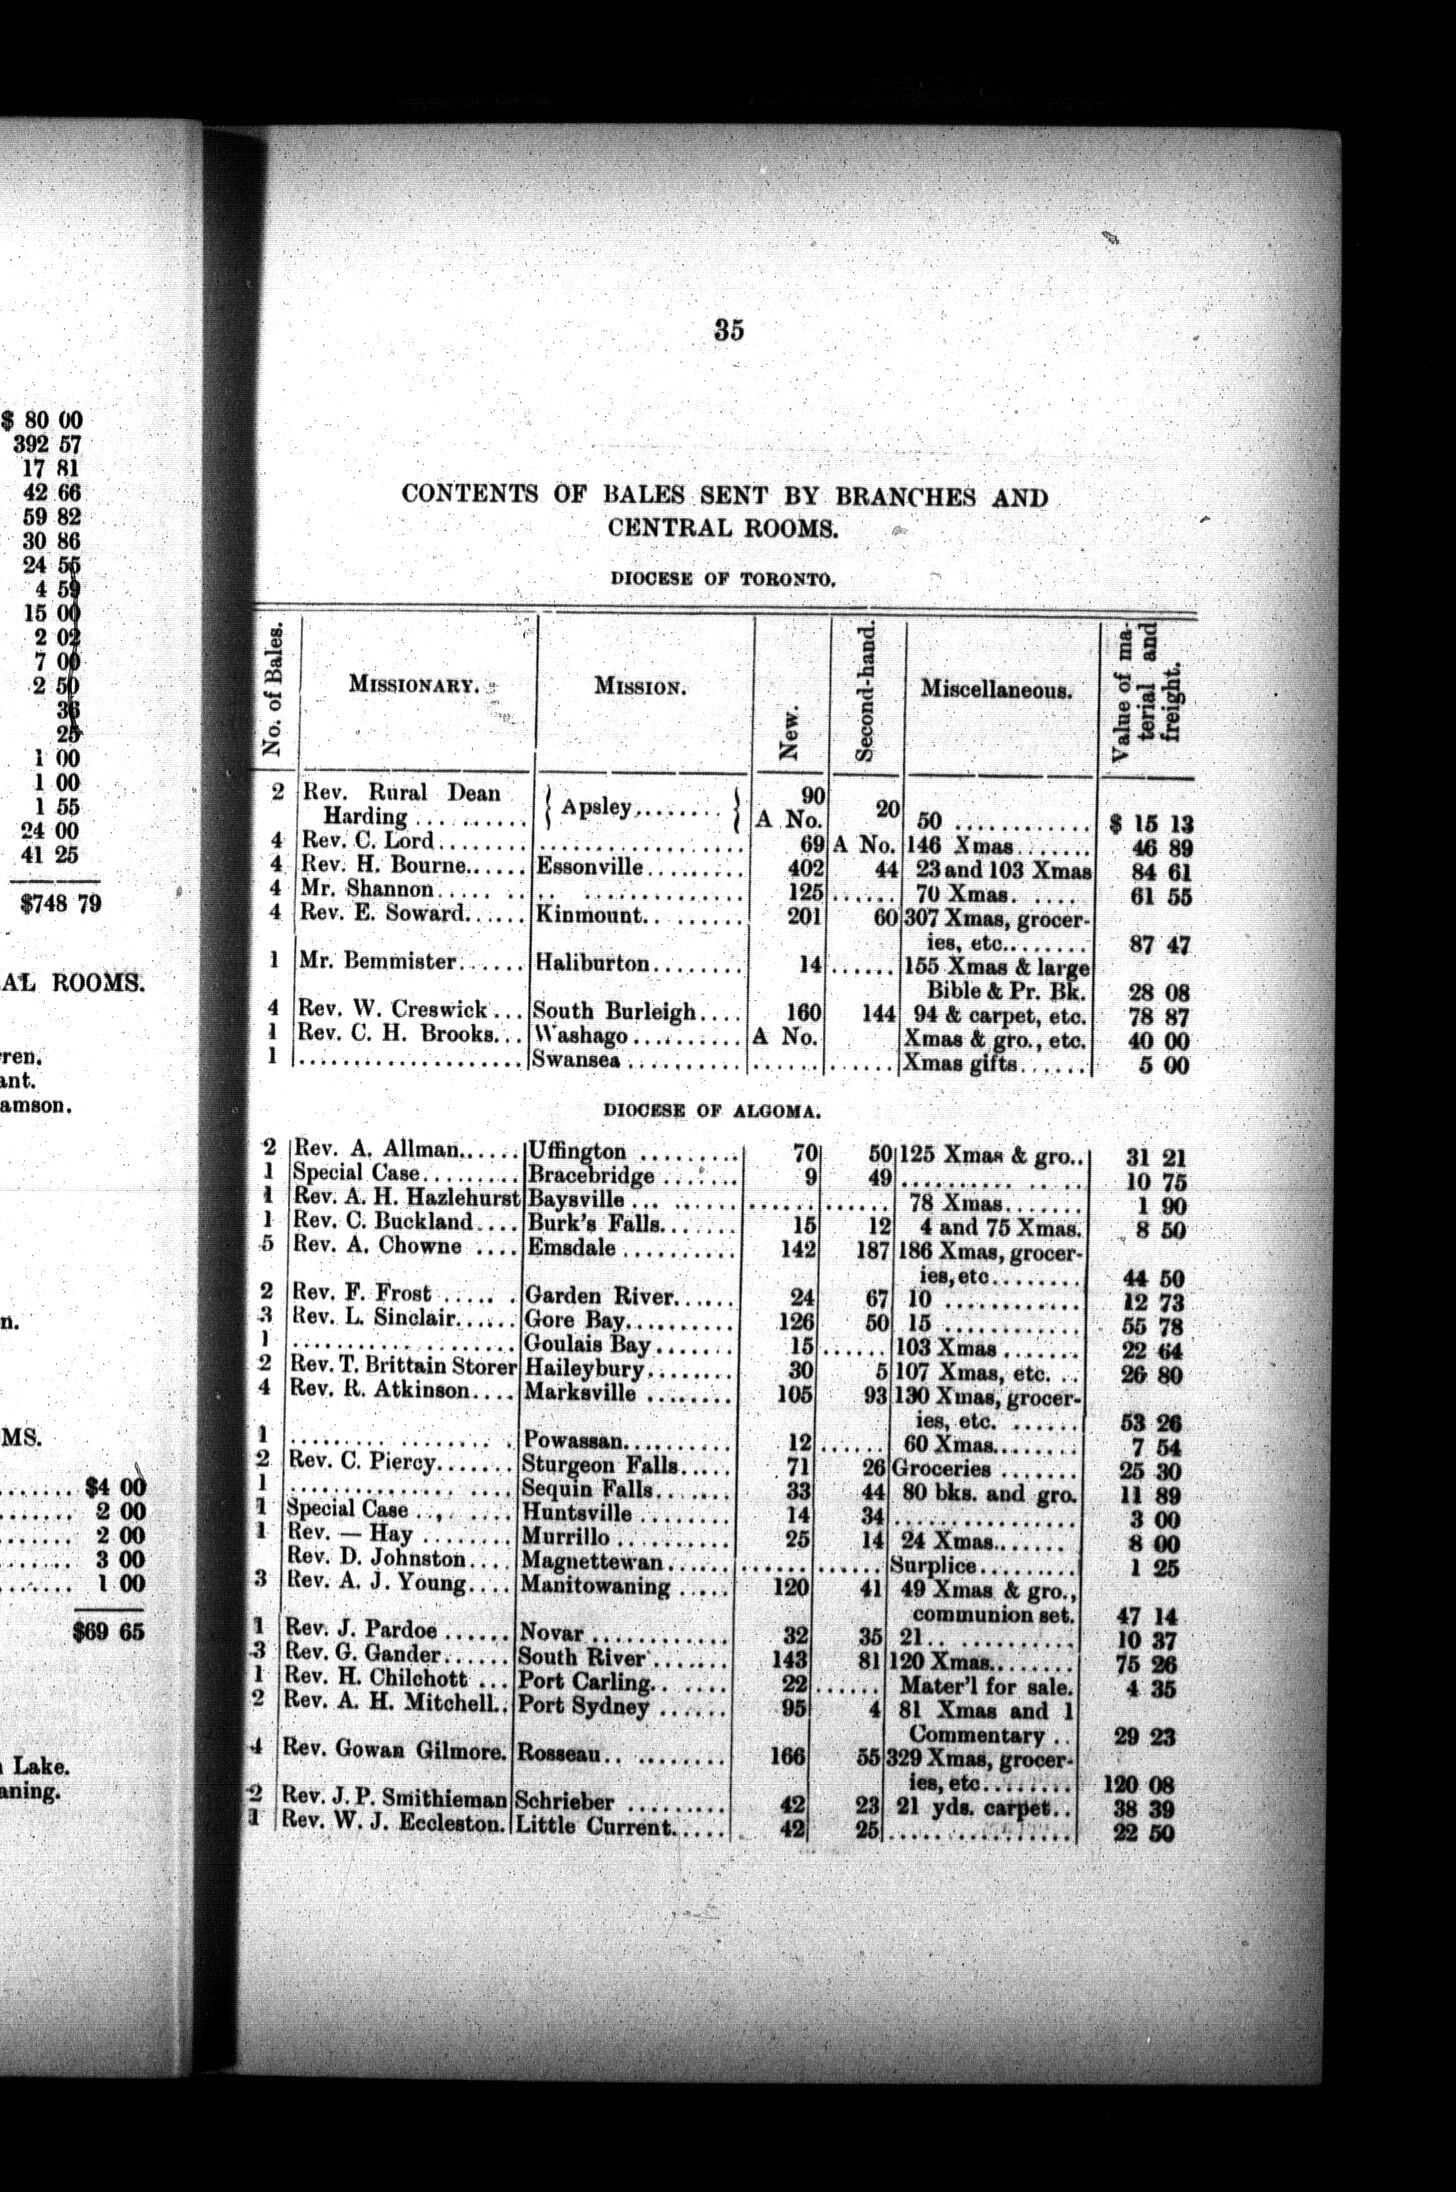 $ 80 00
392 57
17 81
42 66
59 82
30 86
24 55
4 59
15 00
2 02
7 00
2 50
36
25
1 00
1 00
1 55
24 00
41 25
$748 79
AL ROOMS.
rren.
ant.
amson.
n.
MS.
....... $4 00
........ 2 00
........ 2 00
....... 3 00
....... 1 00
$69 65
Lake.
aning.
35
CONTENTS OF BALES SENT BY BRANCHES AND
CENTRAL ROOMS.
DIOCESE OF TORONTO.
No. of Bales. MISSIONARY. MISSION. New. Second-hand. Miscellaneous. Value of ma-terial and freight.
2 Rev. Rural Dean { Apsley........ } 90
Harding .......... A No. 20 50 ............ $ 15 13
4 Rev. C. Lord........ .................. 69 A No. 146 Xmas....... 46 89
4 Rev. H. Bourne...... Essonville......... 402 44 23 and 103 Xmas 84 61
4 Mr. Shannon..... .. .. ............... 125 ...... 70 Xmas. ..... 61 55
4 Rev. E. Soward...... Kinmount.. ....... 201 60 307 Xmas, grocer-
ies, etc........ 87 47
1 Mr. Bemmister...... Haliburton........ 14 ...... 155 Xmas & large
Bible & Pr. Bk. 28 08
4 Rev. W. Creswick... South Burleigh.... 160 144 94 & carpet, etc. 78 87
1 Rev. C. H. Brooks... Washago.......... A No. Xmas & gro., etc. 40 00
1 ..................... Swansea .......... ...... ...... Xmas gifts...... 5 00
DIOCESE OF ALGOMA.
2 Rev. A. Allman...... Uffington ......... 70 50 125 Xmas & gro.. 31 21
1 Special Case......... Bracebridge ....... 9 49 .......... ..... 10 75
1 Rev. A. H. Hazlehurst Baysville ... ...... ....... ...... 78 Xmas....... 1 90
1 Rev. C. Buckland.... Burk's Falls....... 15 12 4 and 75 Xmas. 8 50
5 Rev. A. Chowne .... Emsdale .......... 142 187 186 Xmas, grocer-
ies, etc........ 44 50
2 Rev. F. Frost ...... . Garden River...... 24 67 10 ............ 12 73
3 Rev. L. Sinclair...... Gore Bay.......... 126 50 15 ............ 55 78
1 ..................... Goulais Bay....... 15 ...... 103 Xmas ....... 22 64
2 Rev. T. Brittain Storer Haileybury........ 30 5 107 Xmas, etc. .. 26 80
4 Rev. R. Atkinson.... Marksville ........ 105 93 130 Xmas, grocer-
ies, etc. ...... 53 26
1 ..................... Powassan.......... 12 ...... 60 Xmas........ 7 54
2 Rev. C. Piercy....... Sturgeon Falls..... 71 26 Groceries ....... 25 30
1 ..................... Sequin Falls....... 33 44 80 bks. and gro. 11 89
1 Special Case .., .... Huntsville ........ 14 34 ................. 3 00
1 Rev. — Hay ........ Murrillo .......... 25 14 24 Xmas....... 8 00
Rev. D. Johnston.... Magnettewan...... ....... ...... Surplice......... 1 25
3 Rev. A. J. Young.... Manitowaning ..... 120 41 49 Xmas & gro.,
communion set. 47 14
1 Rev. J. Pardoe ...... Novar ............ 32 35 21.. .......... 10 37
3 Rev. G. Gander...... South River ....... 143 81 120 Xmas........ 75 26
1 Rev. H. Chilchott ... Port Carling.. ..... 22 ...... Mater'l for sale. 4 35
2 Rev. A. H. Mitchell.. Port Sydney ...... 95 4 81 Xmas and 1
Commentary .. 29 23
4 Rev. Gowan Gilmore. Rosseau.. ........ 166 55 329 Xmas, grocer-
ies, etc........ 120 08
2 Rev. J. P. Smithieman Schrieber ......... 42 23 21 yds. carpet.. 38 39
1 Rev. W. J. Eccleston. Little Current..... 42 25 ................. 22 50